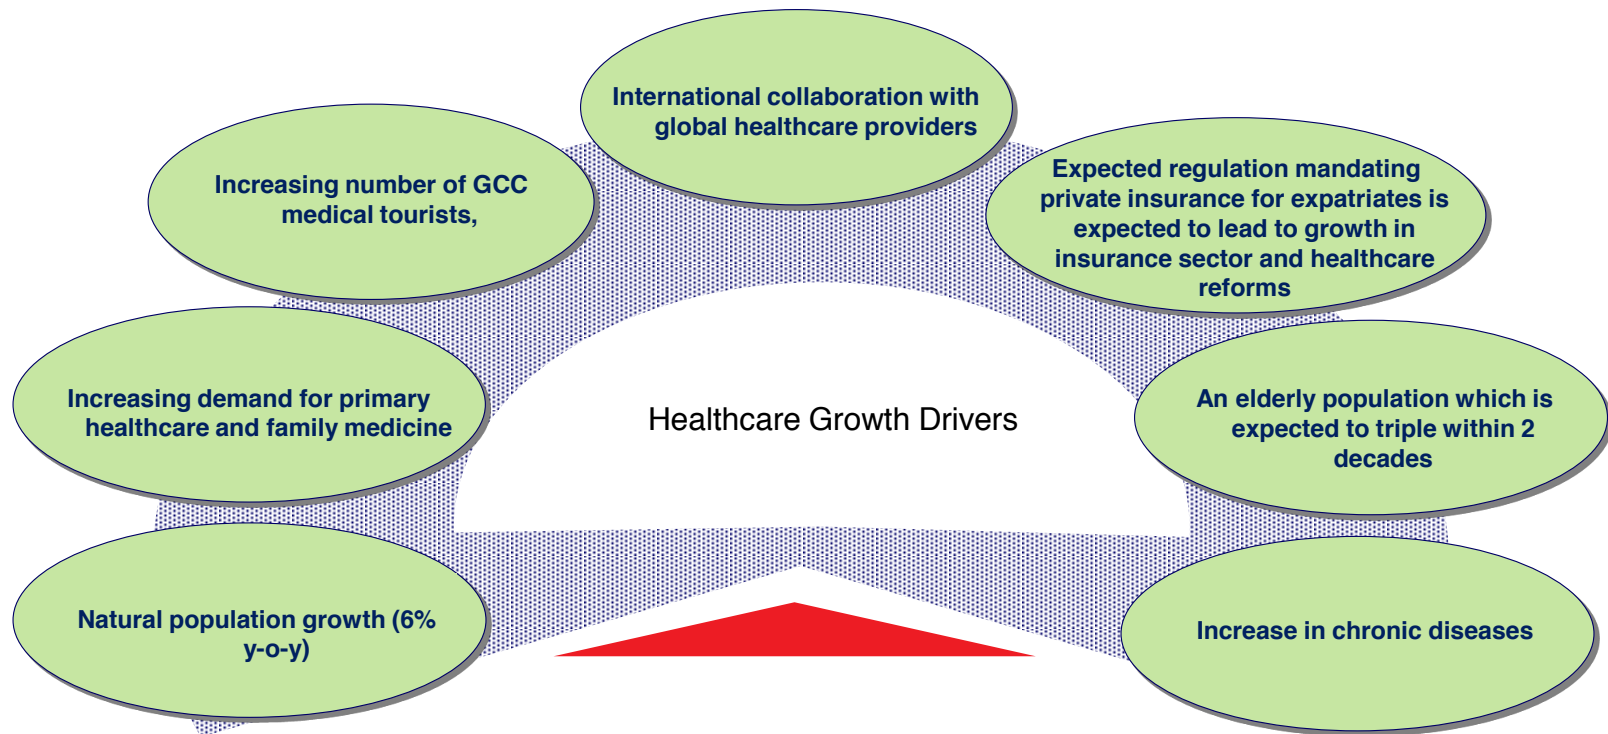 International collaboration with
global healthcare providers
Increasing number of GCC
medical tourists,
Expected regulation mandating
private insurance for expatriates is
expected to lead to growth in
insurance sector and healthcare
reforms
Increasing demand for primary
healthcare and family medicine
Healthcare Growth Drivers
An elderly population which is
expected to triple within 2
decades
Natural population growth (6%
y-o-y)
Increase in chronic diseases